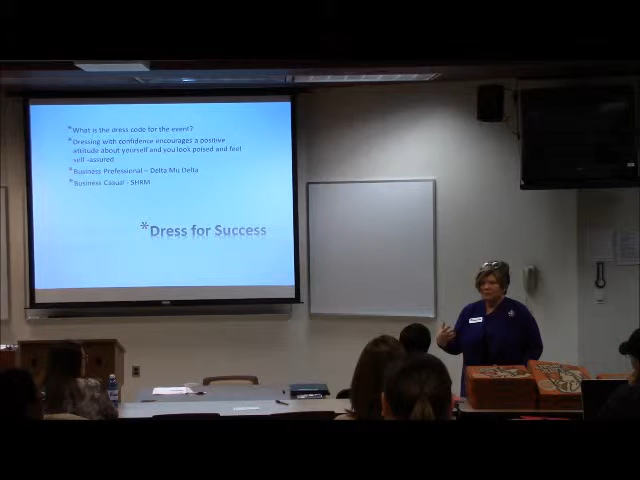 *What is the dress code for the event?
*Dressing with confidence encourages a positive
attitude about yourself and you look poised and feel
self -assured
*Business Professional – Delta Mu Delta
*Business Casual - SHRM
*Dress for Success